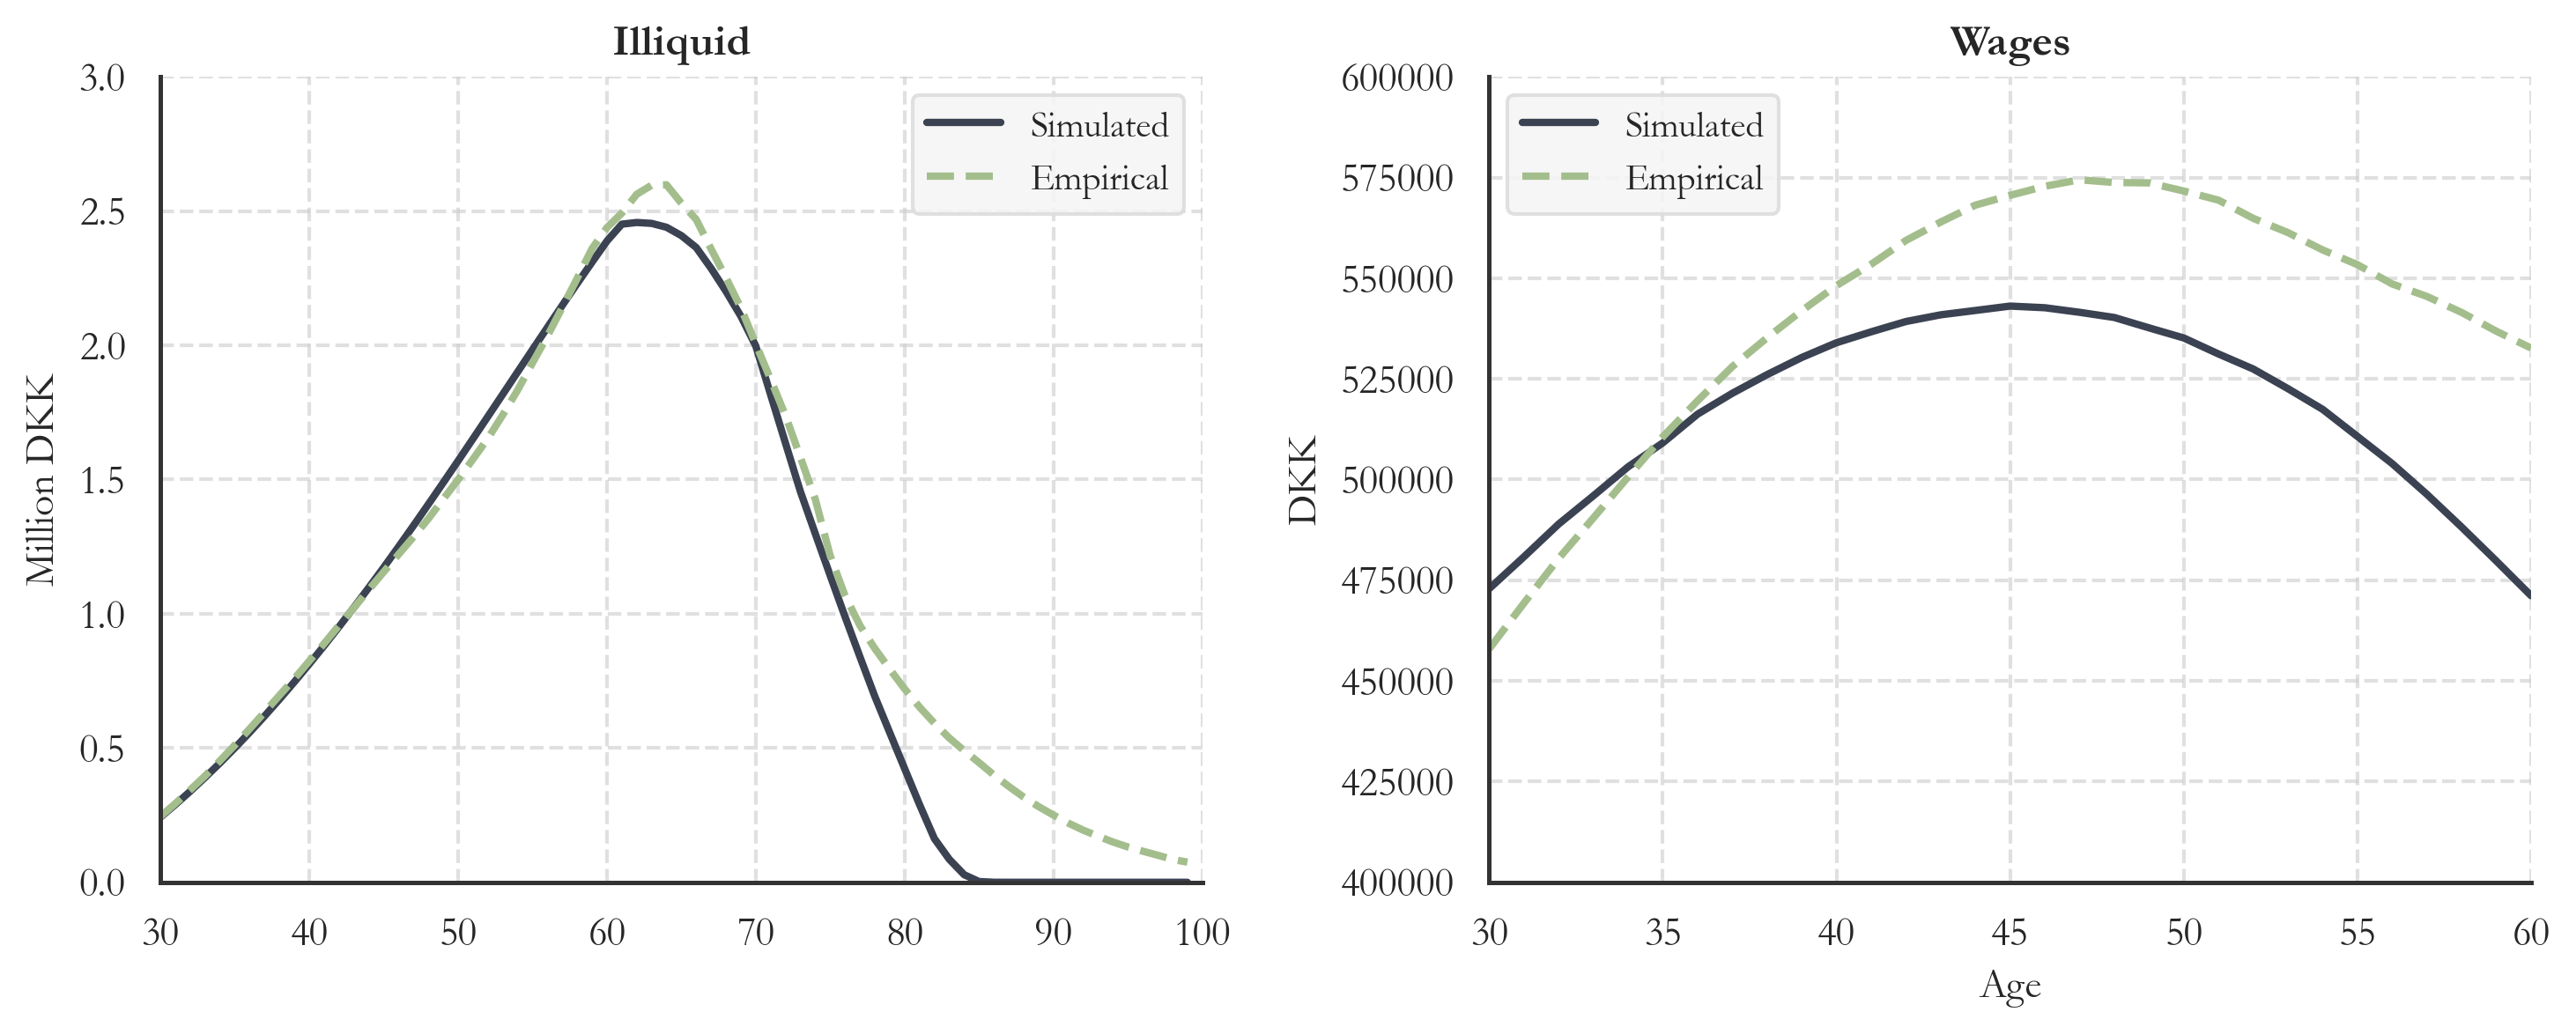 Illiquid
3.0
2.5
2.0
1.5
1.0
0.5
0.0
Million DKK
Simulated
Empirical
30 40 50 60 70 80 90 100
Wages
600000
575000
550000
525000
500000
475000
450000
425000
400000
DKK
Simulated
Empirical
30 35 40 45 50 55 60
Age